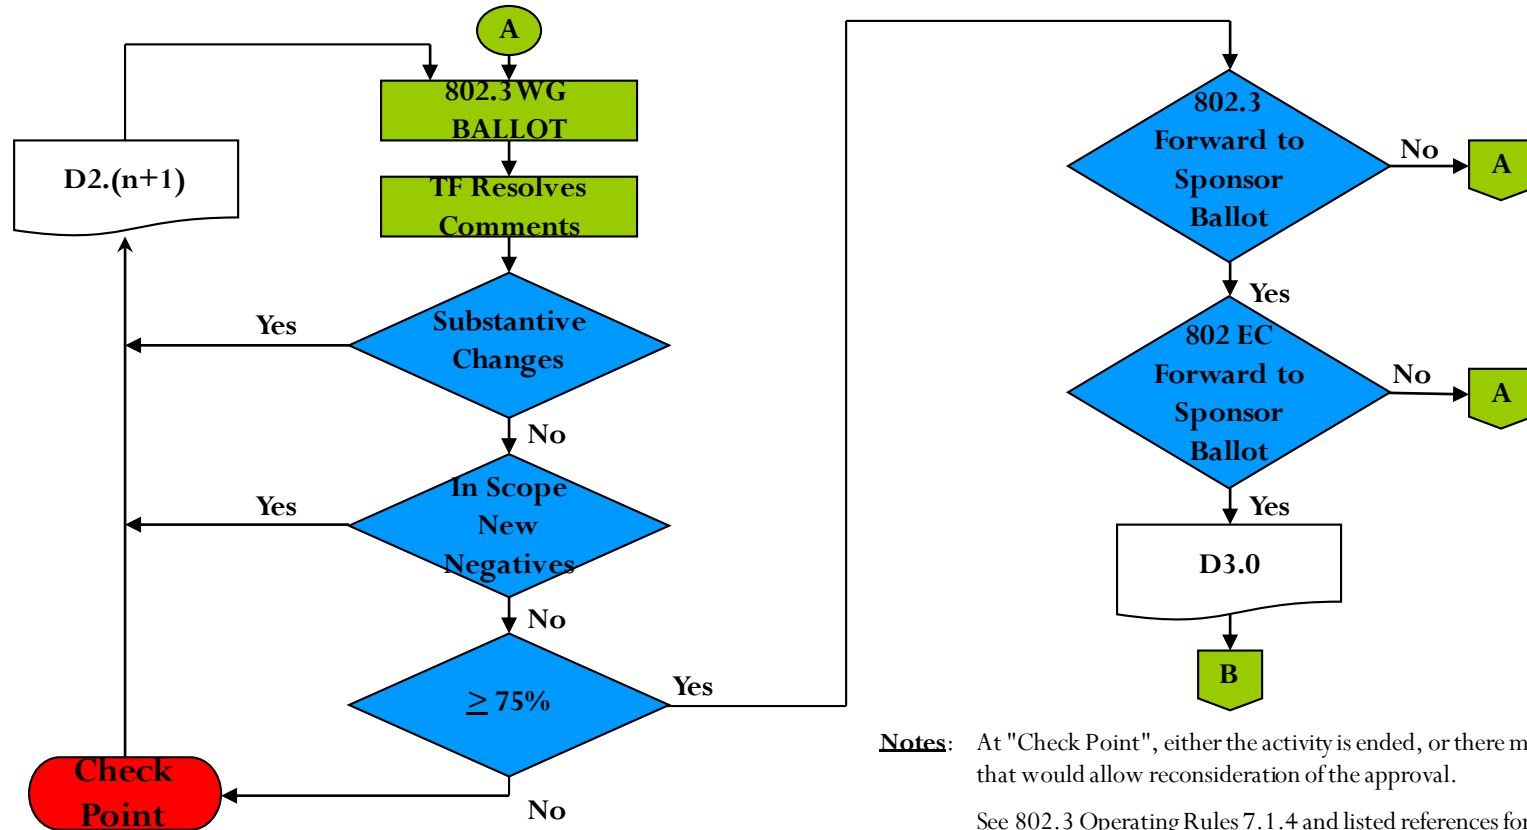 A
802.3 WG
BALLOT
D2.(n+1)
TF Resolves
Comments
Substantive
Changes
Yes
No
In Scope
New
Negatives
Yes
No
≥ 75%
Yes
No
Check
Point
802.3
Forward to
Sponsor
Ballot
No
A
Yes
802 EC
Forward to
Sponsor
Ballot
No
A
Yes
D3.0
B
Notes: At "Check Point", either the activity is ended, or there m
that would allow reconsideration of the approval.
See 802.3 Operating Rules 7.1.4 and listed references for